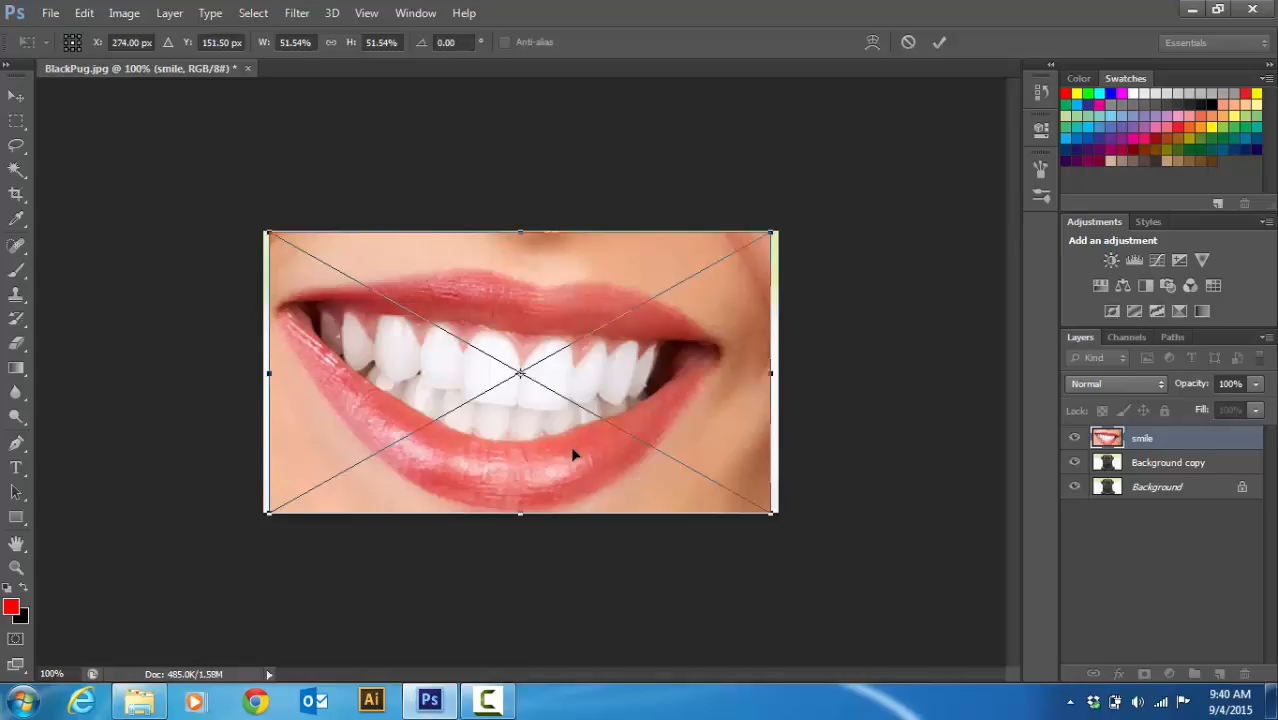 Ps File Edit Image Layer Type Select Filter 3D View Window Help
X: 274.00 px Y: 151.50 px W: 51.54% H: 51.54% 0.00 ° Anti-alias Essentials
BlackPug.jpg @ 100% (smile, RGB/8#) * ×
Color Swatches
Adjustments Styles
Add an adjustment
Layers Channels Paths
Kind
Normal Opacity: 100%
Lock: Fill: 100%
smile
Background copy
Background
100% Doc: 485.0K/1.58M
Ai Ps
9:40 AM
9/4/2015